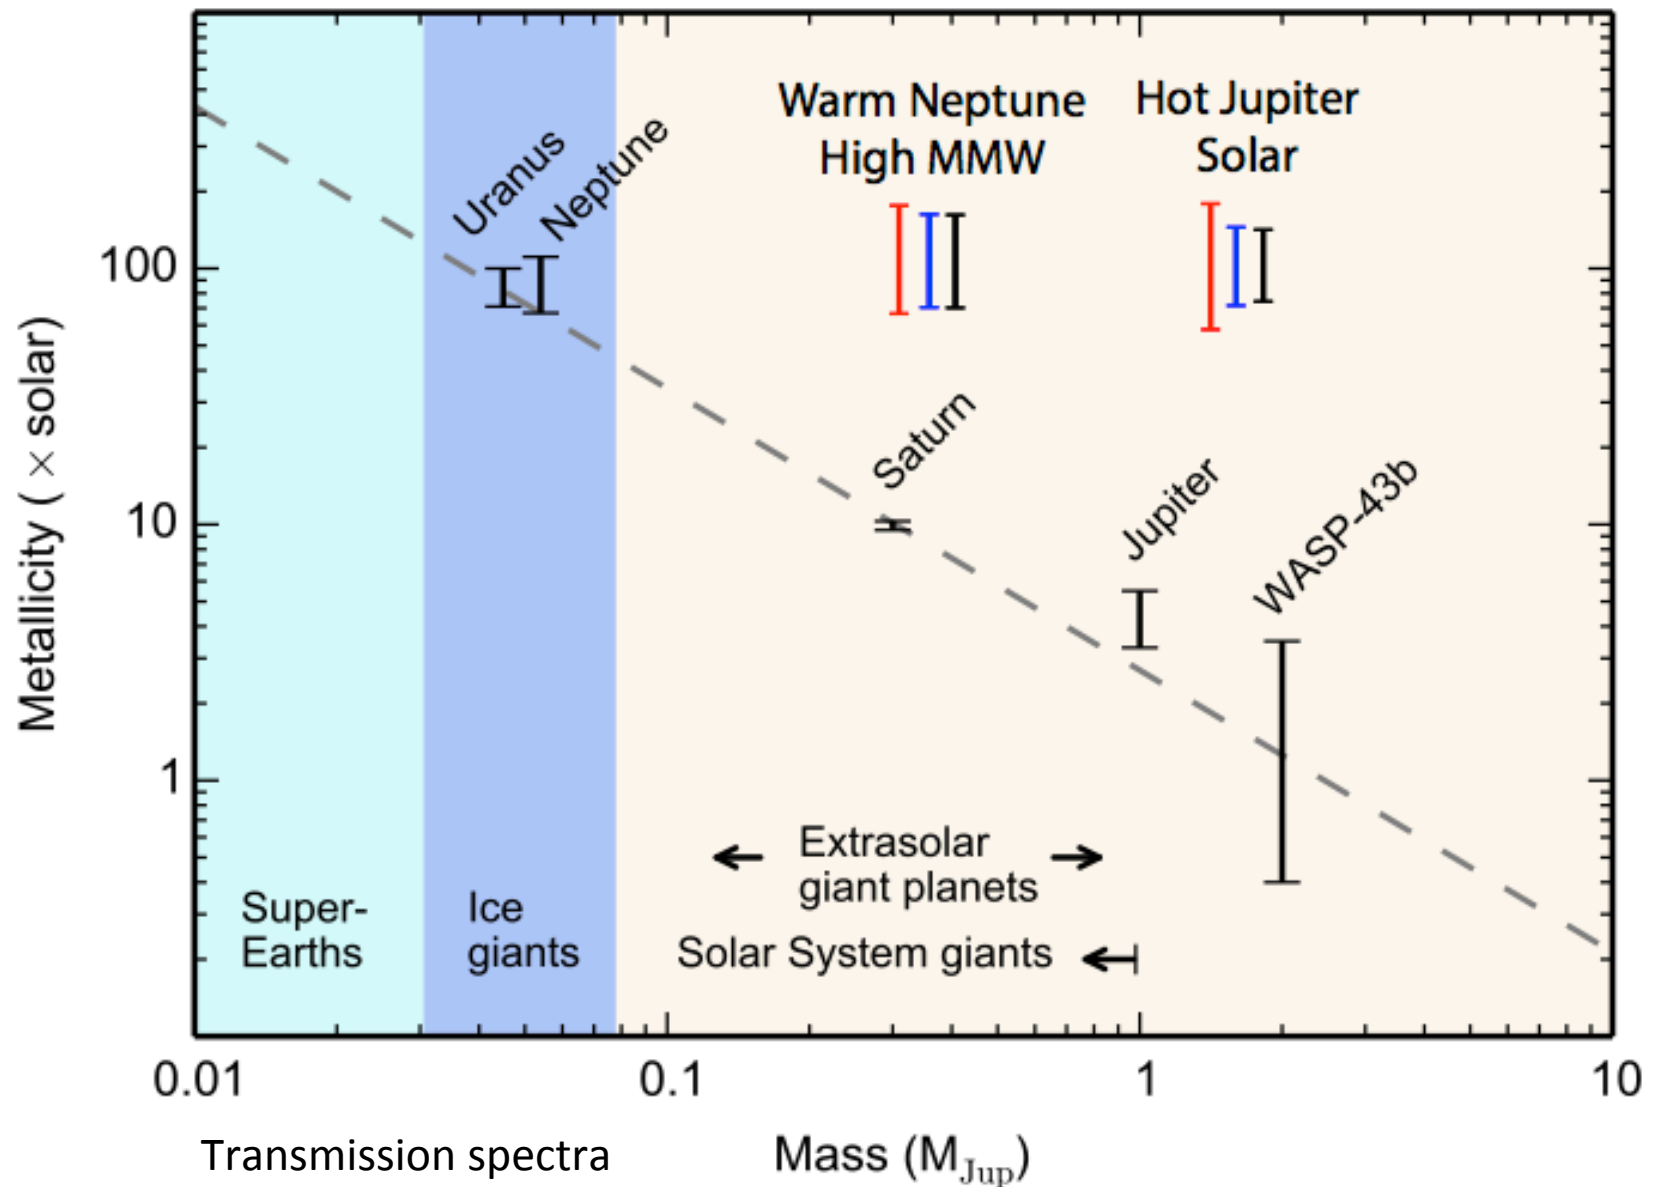 Warm Neptune
High MMW
Hot Jupiter
Solar
Uranus
Neptune
100
Saturn
10
Jupiter
WASP-43b
1
Metallicity ( × solar)
Extrasolar
giant planets
Super-
Earths
Ice
giants
Solar System giants
0.01
0.1
1
10
Transmission spectra
Mass (M_Jup)